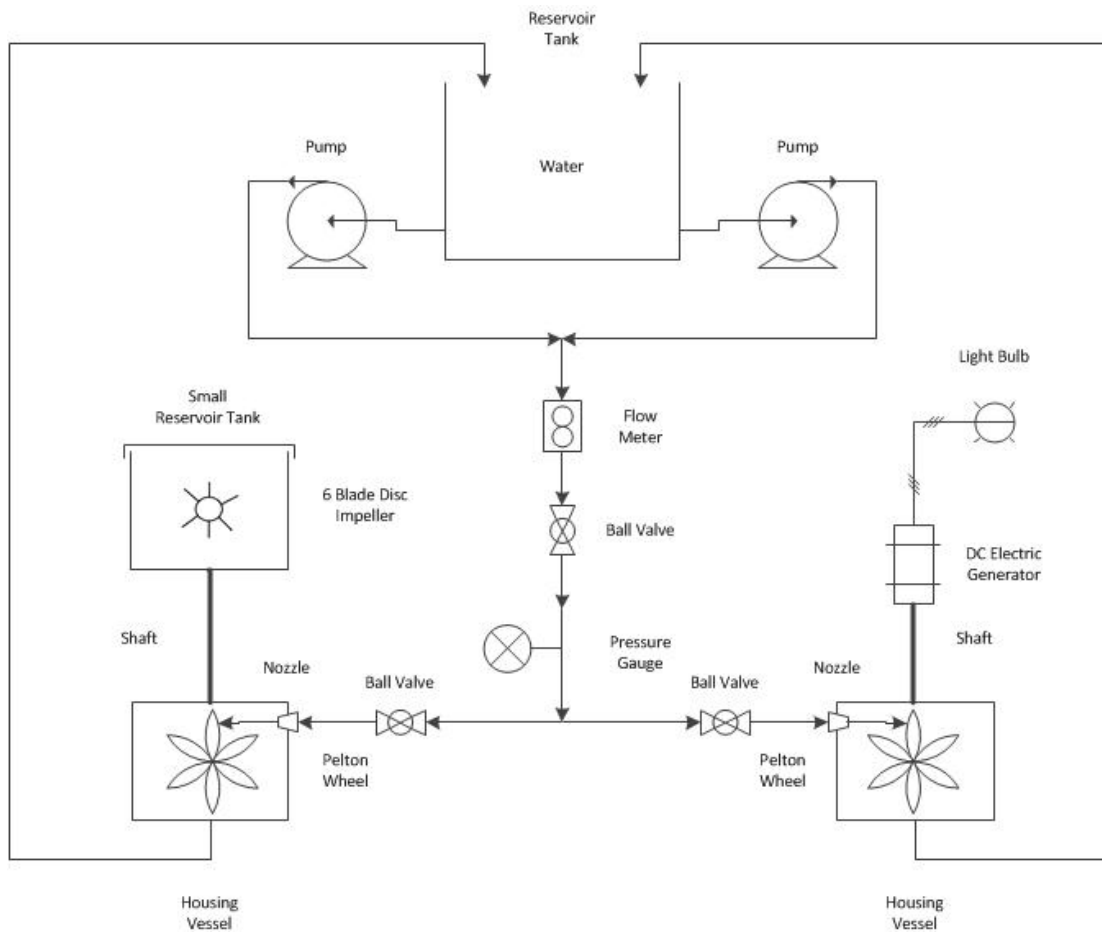 Reservoir
Tank
Pump
Water
Pump
Light Bulb
Small
Reservoir Tank
Flow
Meter
6 Blade Disc
Impeller
Ball Valve
DC Electric
Generator
Shaft
Pressure
Gauge
Shaft
Nozzle
Ball Valve
Ball Valve
Nozzle
Pelton
Wheel
Pelton
Wheel
Housing
Vessel
Housing
Vessel